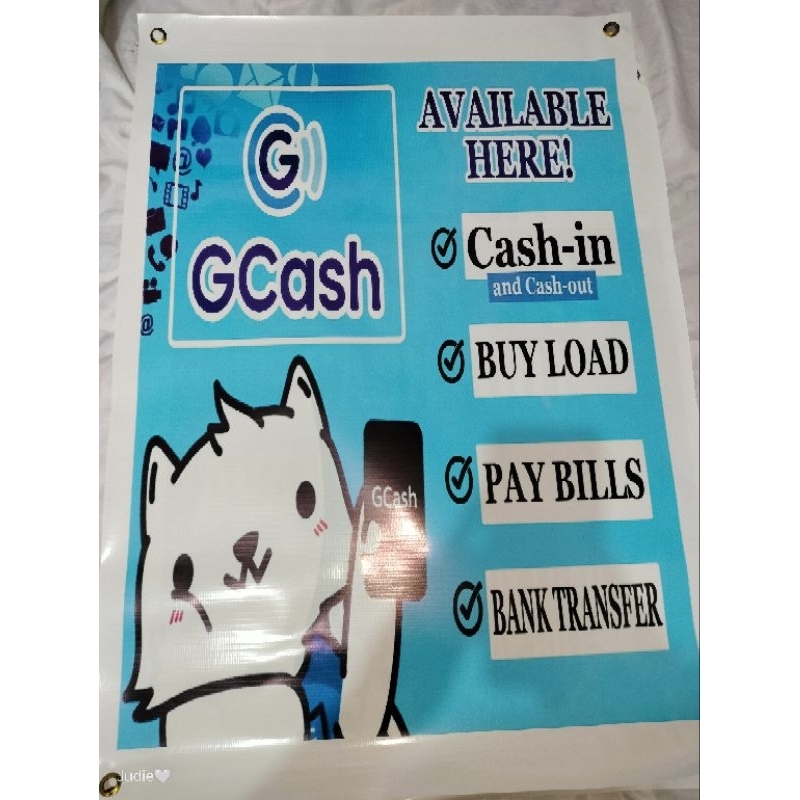 G
GCash
AVAILABLE
HERE!
Cash-in
and Cash-out
BUY LOAD
PAY BILLS
BANK TRANSFER
GCash
@
@
Judie🤍